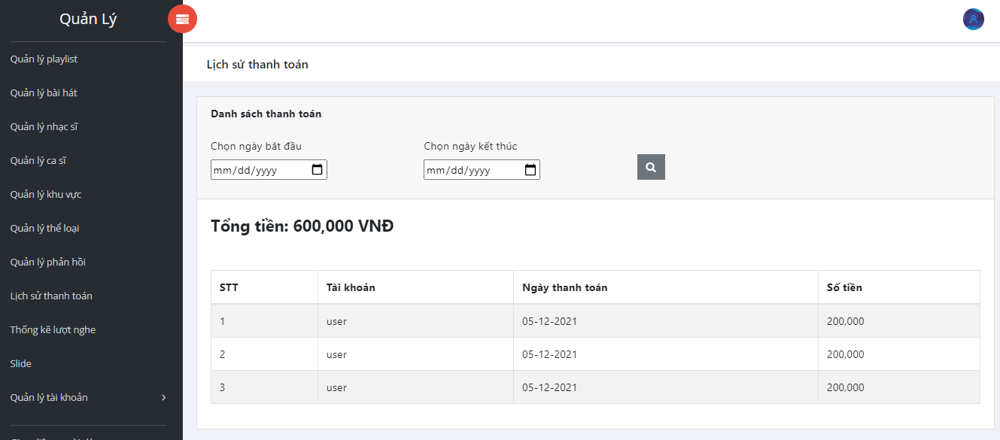 Quản Lý
Quản lý playlist
Quản lý bài hát
Quản lý nhạc sĩ
Quản lý ca sĩ
Quản lý khu vực
Quản lý thể loại
Quản lý phản hồi
Lịch sử thanh toán
Thống kê lượt nghe
Slide
Quản lý tài khoản
Lịch sử thanh toán
Danh sách thanh toán
Chọn ngày băt đầu
Chọn ngày kết thúc
mm/dd/yyyy
mm/dd/yyyy
Tổng tiền: 600,000 VNĐ
STT Tài khoản Ngày thanh toán Số tiền
1 user 05-12-2021 200,000
2 user 05-12-2021 200,000
3 user 05-12-2021 200,000